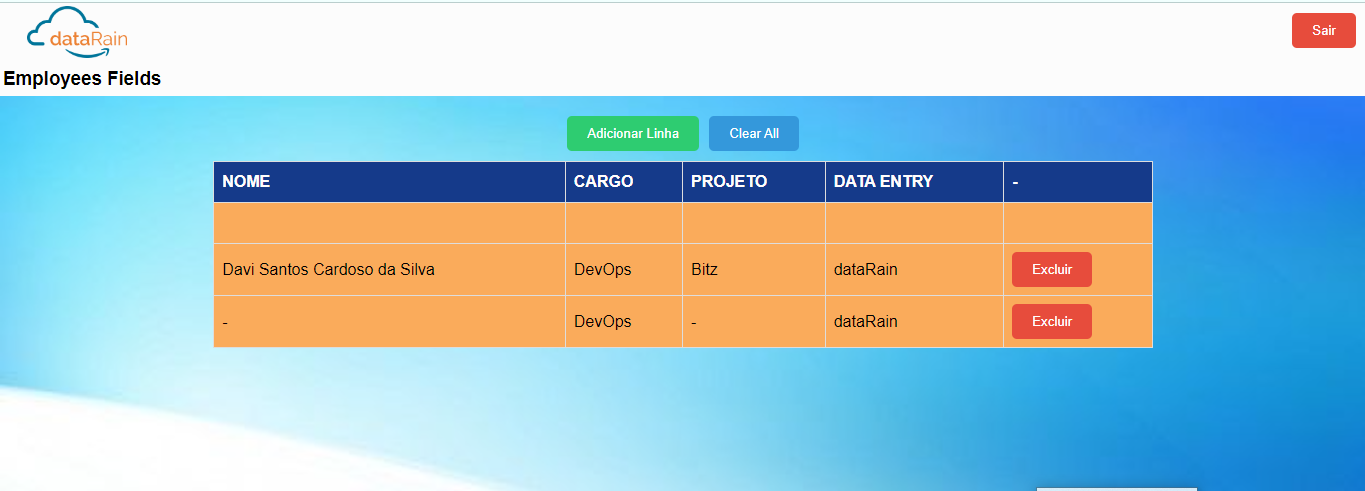 dataRain
Sair
Employees Fields
Adicionar Linha Clear All
NOME CARGO PROJETO DATA ENTRY -
Davi Santos Cardoso da Silva DevOps Bitz dataRain Excluir
- DevOps - dataRain Excluir